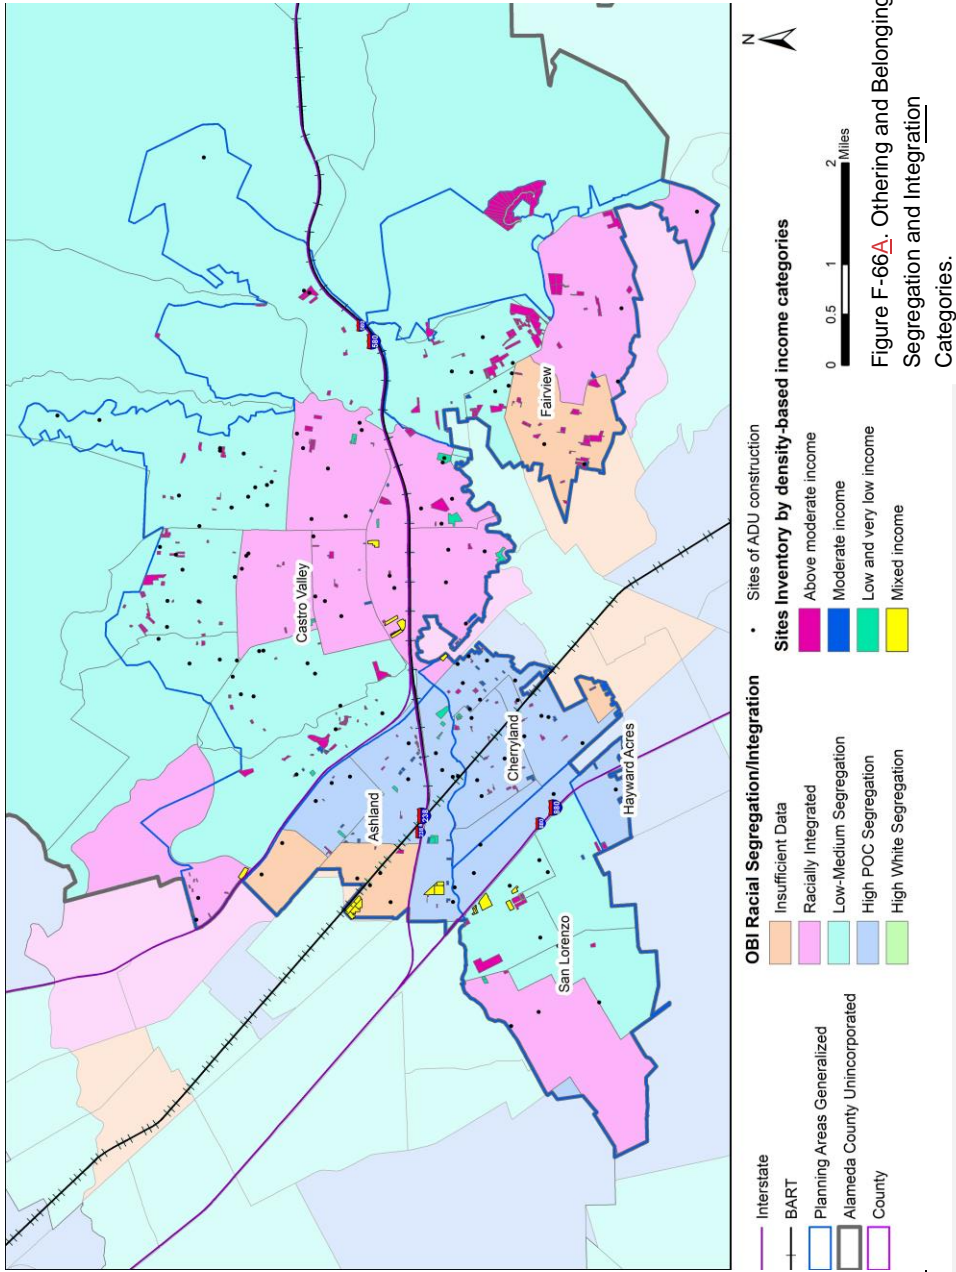 Castro Valley
Ashland
Cherryland
Fairview
Hayward Acres
San Lorenzo
580
238
880
N
Interstate
BART
Planning Areas Generalized
Alameda County Unincorporated
County
OBI Racial Segregation/Integration
Insufficient Data
Racially Integrated
Low-Medium Segregation
High POC Segregation
High White Segregation
• Sites of ADU construction
Sites Inventory by density-based income categories
Above moderate income
Moderate income
Low and very low income
Mixed income
0 0.5 1 2
Miles
Figure F-66A. Othering and Belonging
Segregation and Integration
Categories.